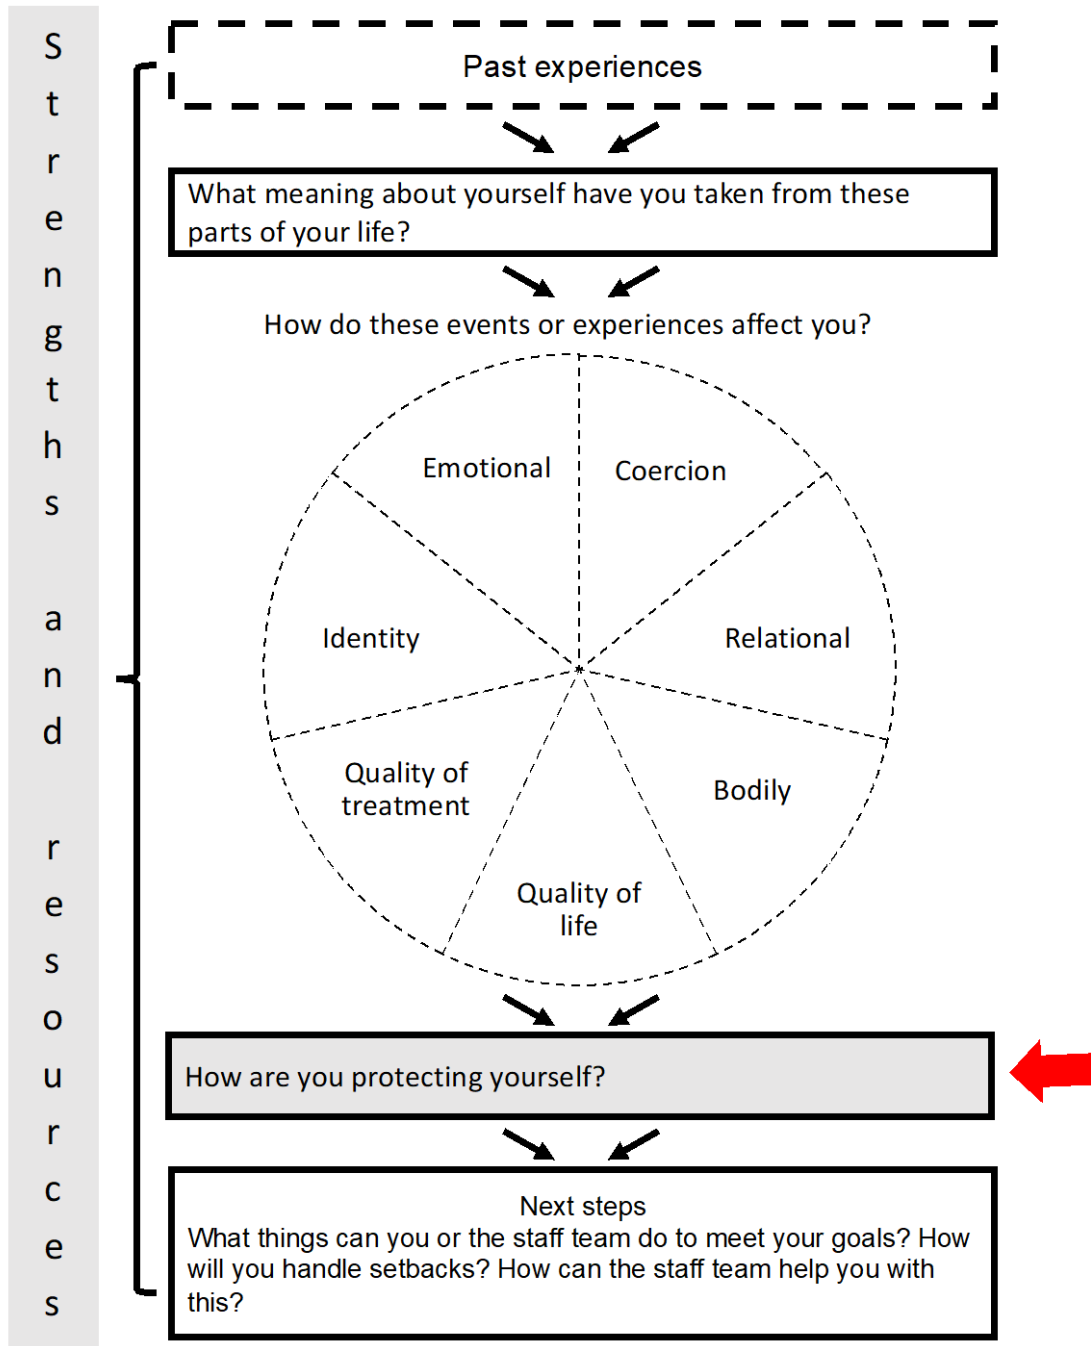 Strengths and resources
Past experiences
What meaning about yourself have you taken from these
parts of your life?
How do these events or experiences affect you?
Emotional
Coercion
Identity
Relational
Quality of
treatment
Bodily
Quality of
life
How are you protecting yourself?
Next steps
What things can you or the staff team do to meet your goals? How
will you handle setbacks? How can the staff team help you with
this?